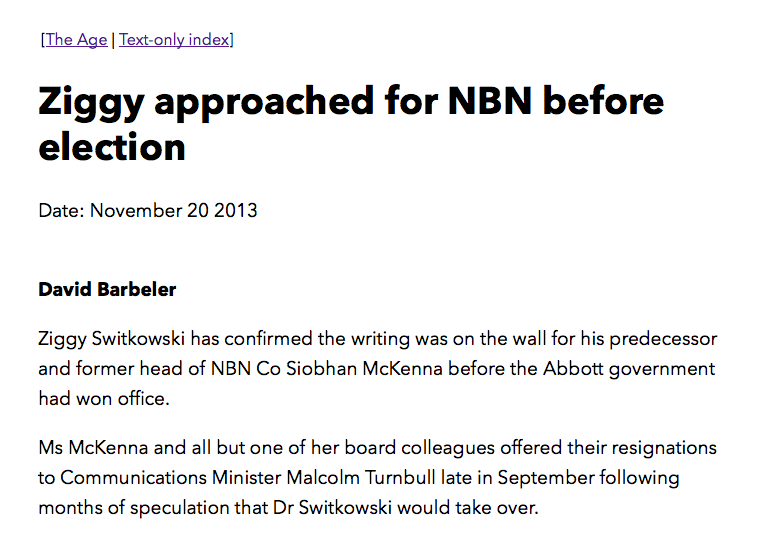 [The Age | Text-only index]
Ziggy approached for NBN before
election
Date: November 20 2013
David Barbeler
Ziggy Switkowski has confirmed the writing was on the wall for his predecessor
and former head of NBN Co Siobhan McKenna before the Abbott government
had won office.
Ms McKenna and all but one of her board colleagues offered their resignations
to Communications Minister Malcolm Turnbull late in September following
months of speculation that Dr Switkowski would take over.